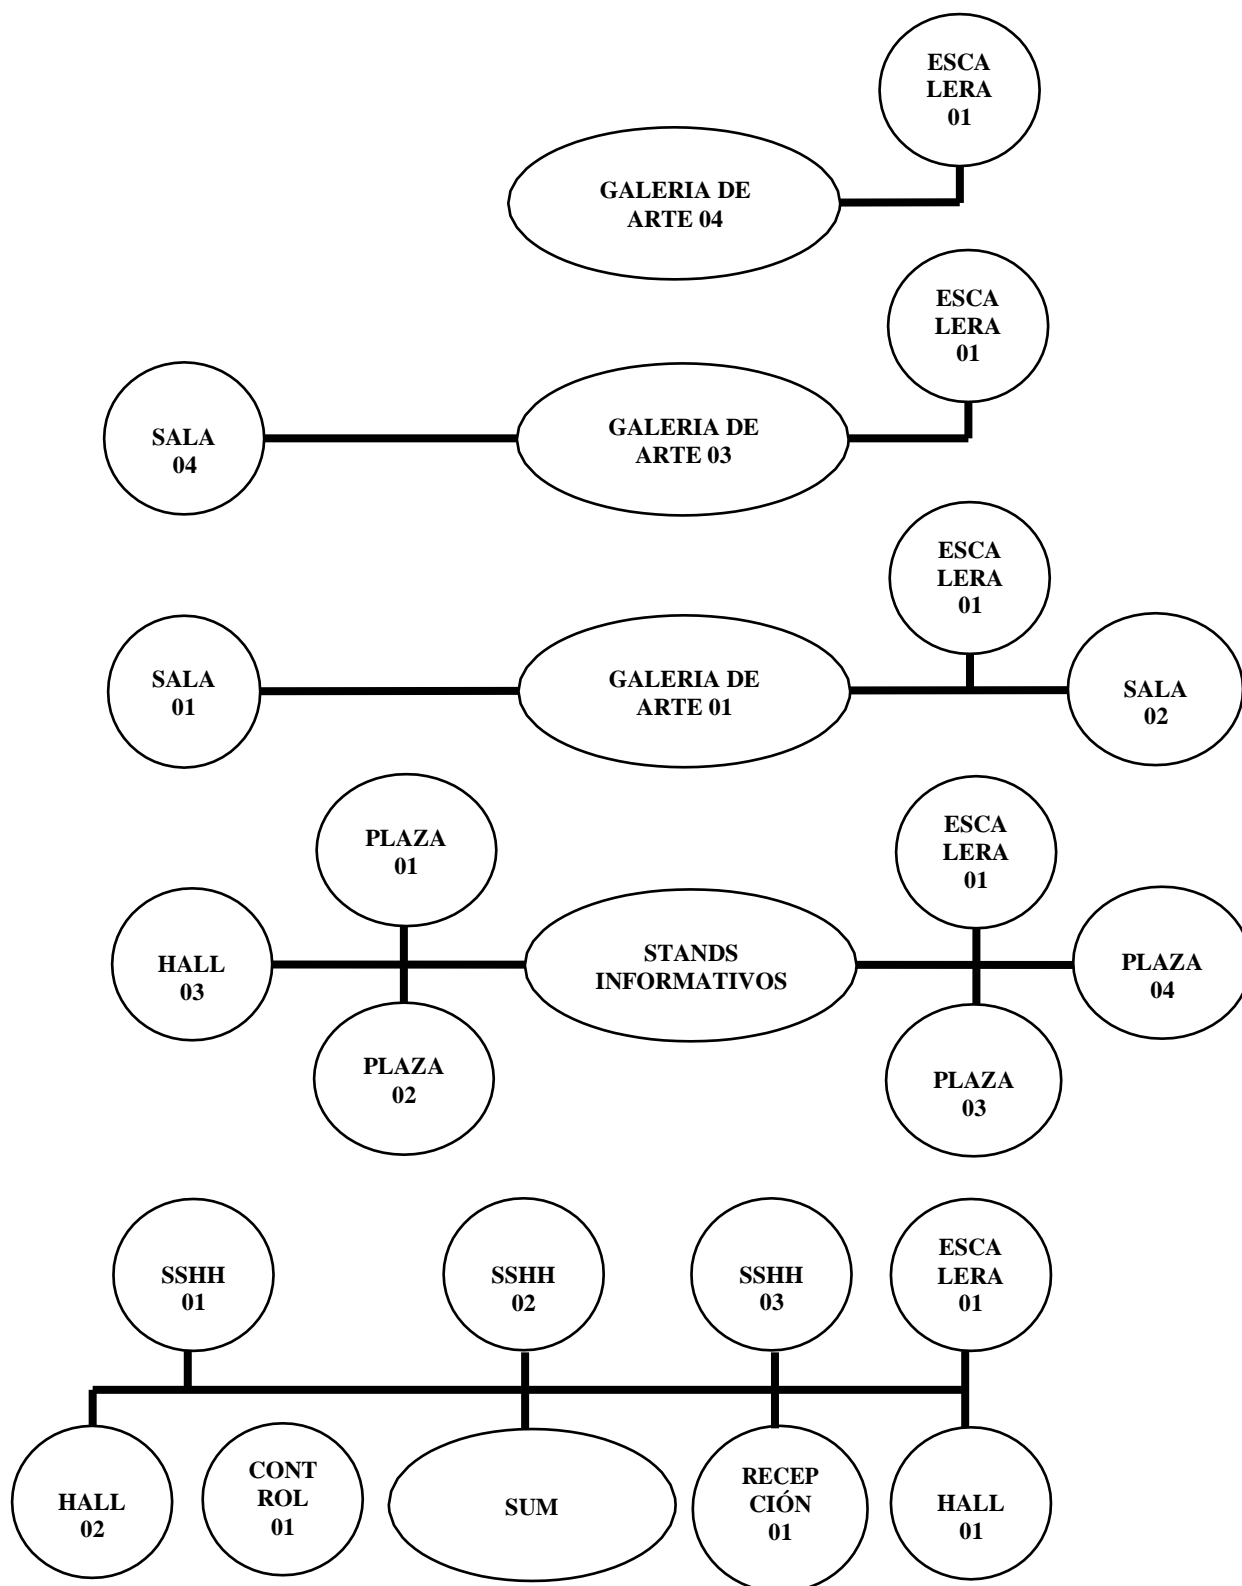 ESCA
LERA
01
GALERIA DE
ARTE 04
ESCA
LERA
01
SALA
04
GALERIA DE
ARTE 03
ESCA
LERA
01
SALA
01
GALERIA DE
ARTE 01
SALA
02
PLAZA
01
ESCA
LERA
01
HALL
03
STANDS
INFORMATIVOS
PLAZA
04
PLAZA
02
PLAZA
03
SSHH
01
SSHH
02
SSHH
03
ESCA
LERA
01
HALL
02
CONT
ROL
01
SUM
RECEP
CIÓN
01
HALL
01